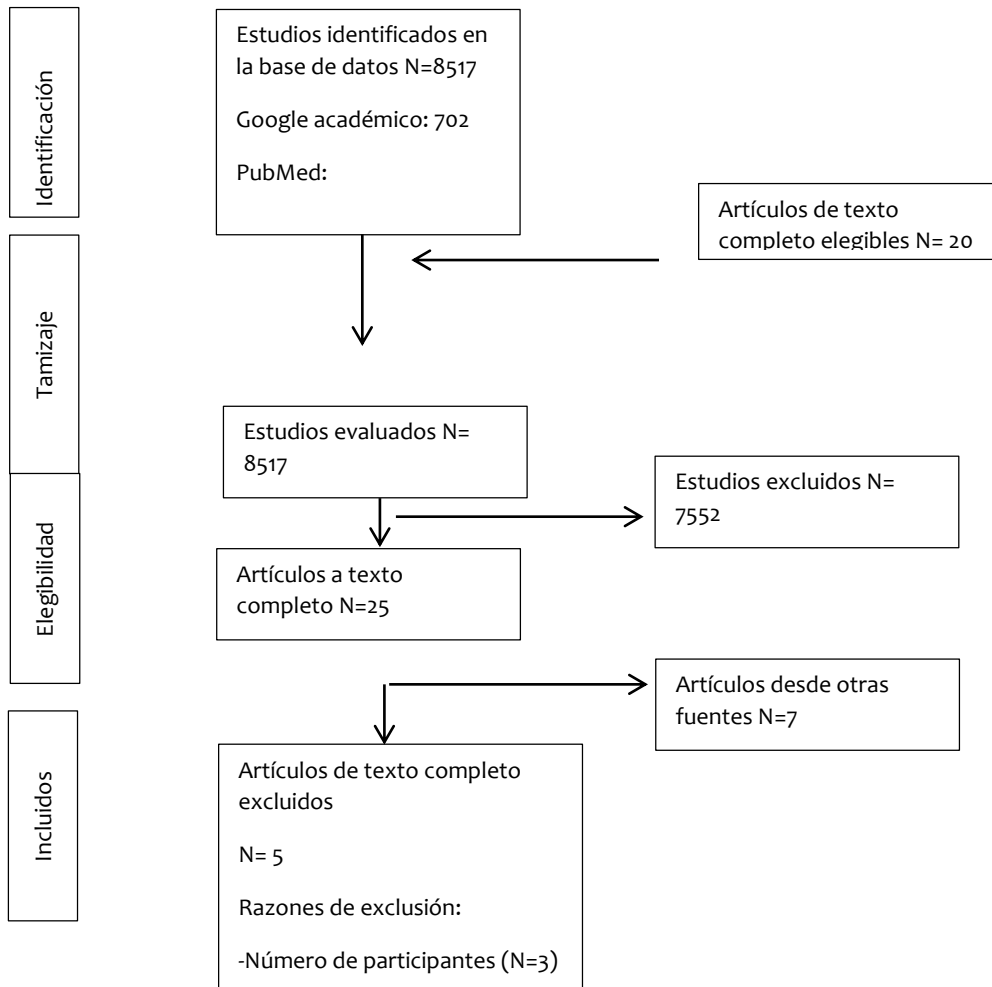 Identificación
Estudios identificados en
la base de datos N=8517
Google académico: 702
PubMed:
Artículos de texto
completo elegibles N= 20
Tamizaje
Estudios evaluados N=
8517
Estudios excluidos N=
7552
Elegibilidad
Artículos a texto
completo N=25
Artículos desde otras
fuentes N=7
Incluidos
Artículos de texto completo
excluidos
N= 5
Razones de exclusión:
-Número de participantes (N=3)